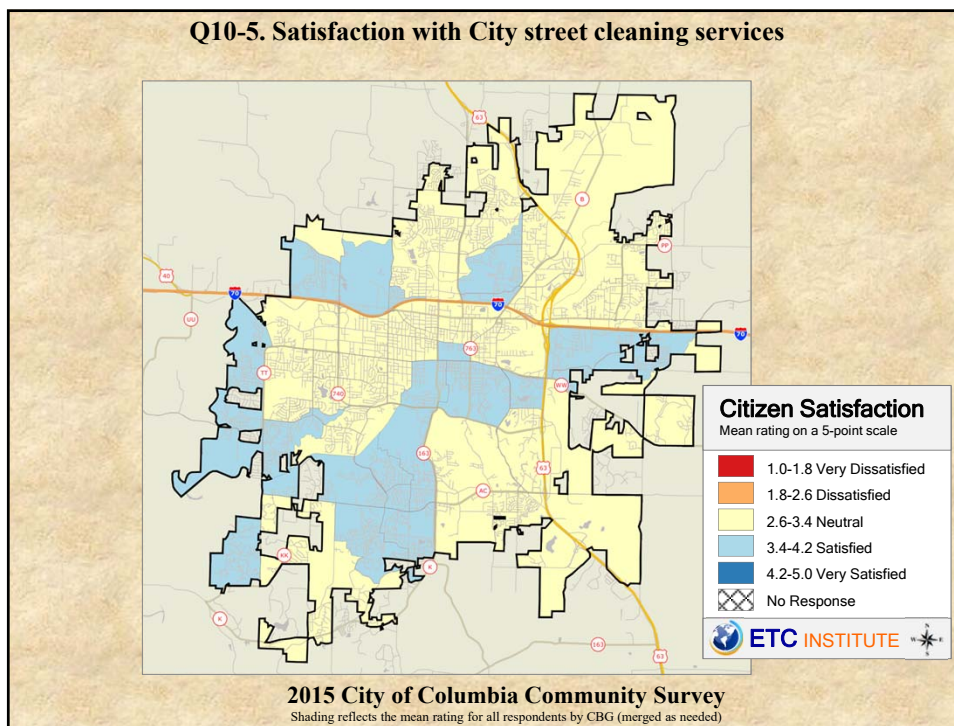 Q10-5. Satisfaction with City street cleaning services
63
B
PP
40
70
UU
70
70
763
TT
740
WW
163
63
AC
KK
K
K
163
63
Citizen Satisfaction
Mean rating on a 5-point scale
1.0-1.8 Very Dissatisfied
1.8-2.6 Dissatisfied
2.6-3.4 Neutral
3.4-4.2 Satisfied
4.2-5.0 Very Satisfied
No Response
ETC INSTITUTE
N
W E
S
2015 City of Columbia Community Survey
Shading reflects the mean rating for all respondents by CBG (merged as needed)